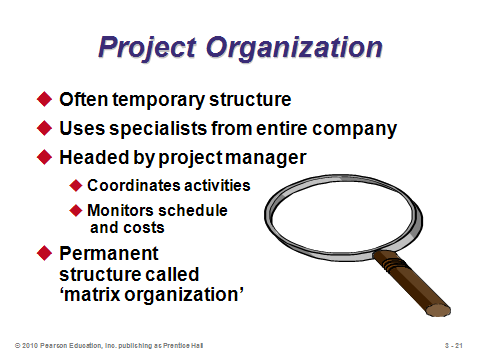 Project Organization
Often temporary structure
Uses specialists from entire company
Headed by project manager
Coordinates activities
Monitors schedule
and costs
Permanent
structure called
‘matrix organization’
© 2010 Pearson Education, Inc. publishing as Prentice Hall
3 - 21